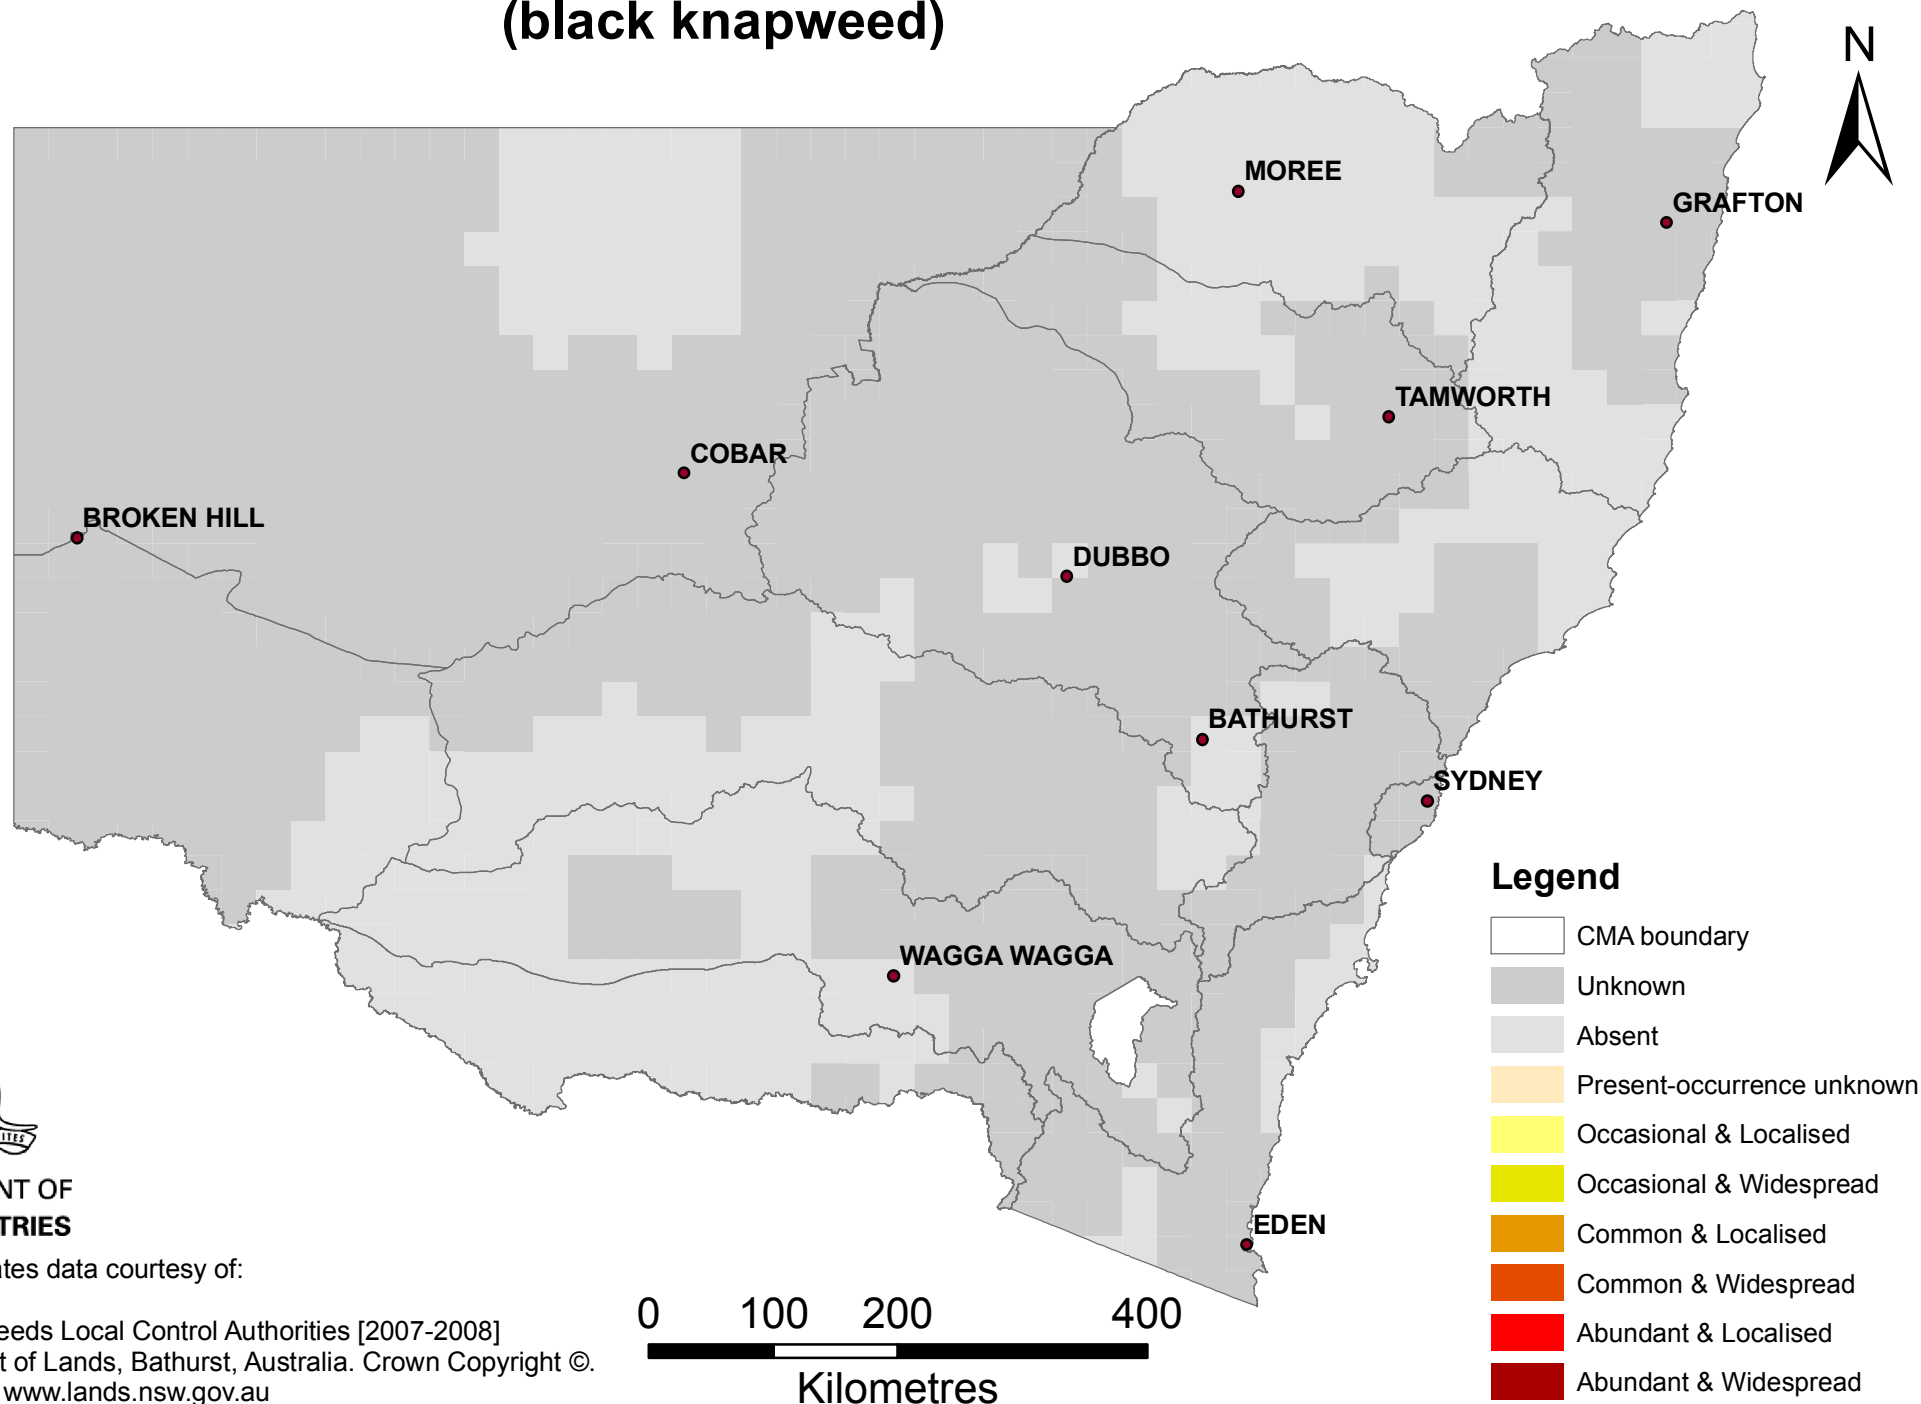 (black knapweed)
N
MOREE
GRAFTON
TAMWORTH
COBAR
BROKEN HILL
DUBBO
BATHURST
SYDNEY
WAGGA WAGGA
EDEN
Legend
CMA boundary
Unknown
Absent
Present-occurrence unknown
Occasional & Localised
Occasional & Widespread
Common & Localised
Common & Widespread
Abundant & Localised
Abundant & Widespread
ITES
NT OF
TRIES
ates data courtesy of:
eeds Local Control Authorities [2007-2008]
t of Lands, Bathurst, Australia. Crown Copyright ©.
www.lands.nsw.gov.au
0 100 200 400
Kilometres